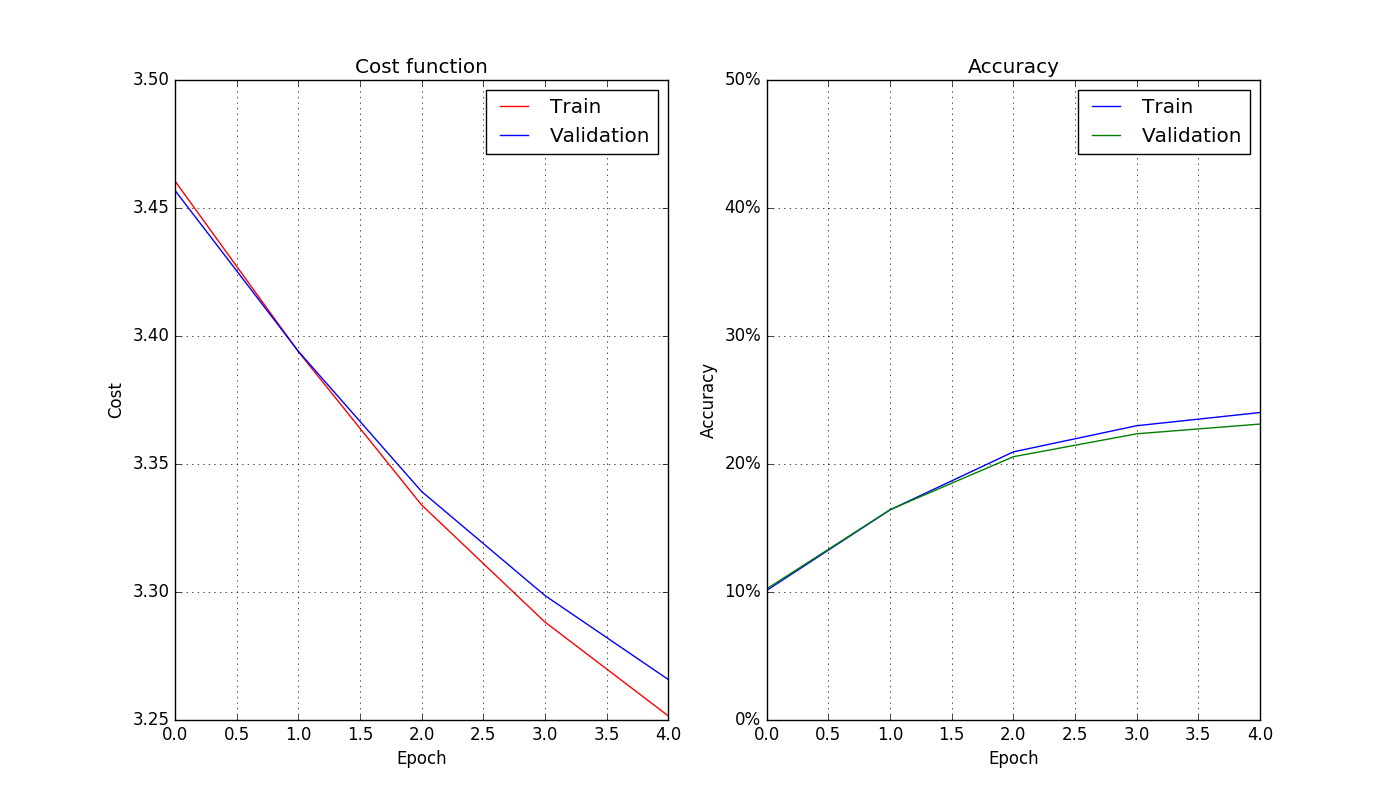 Cost function
3.50
3.45
3.40
3.35
3.30
3.25
Cost
0.0 0.5 1.0 1.5 2.0 2.5 3.0 3.5 4.0
Epoch
Train
Validation
Accuracy
50%
40%
30%
20%
10%
0%
Accuracy
0.0 0.5 1.0 1.5 2.0 2.5 3.0 3.5 4.0
Epoch
Train
Validation